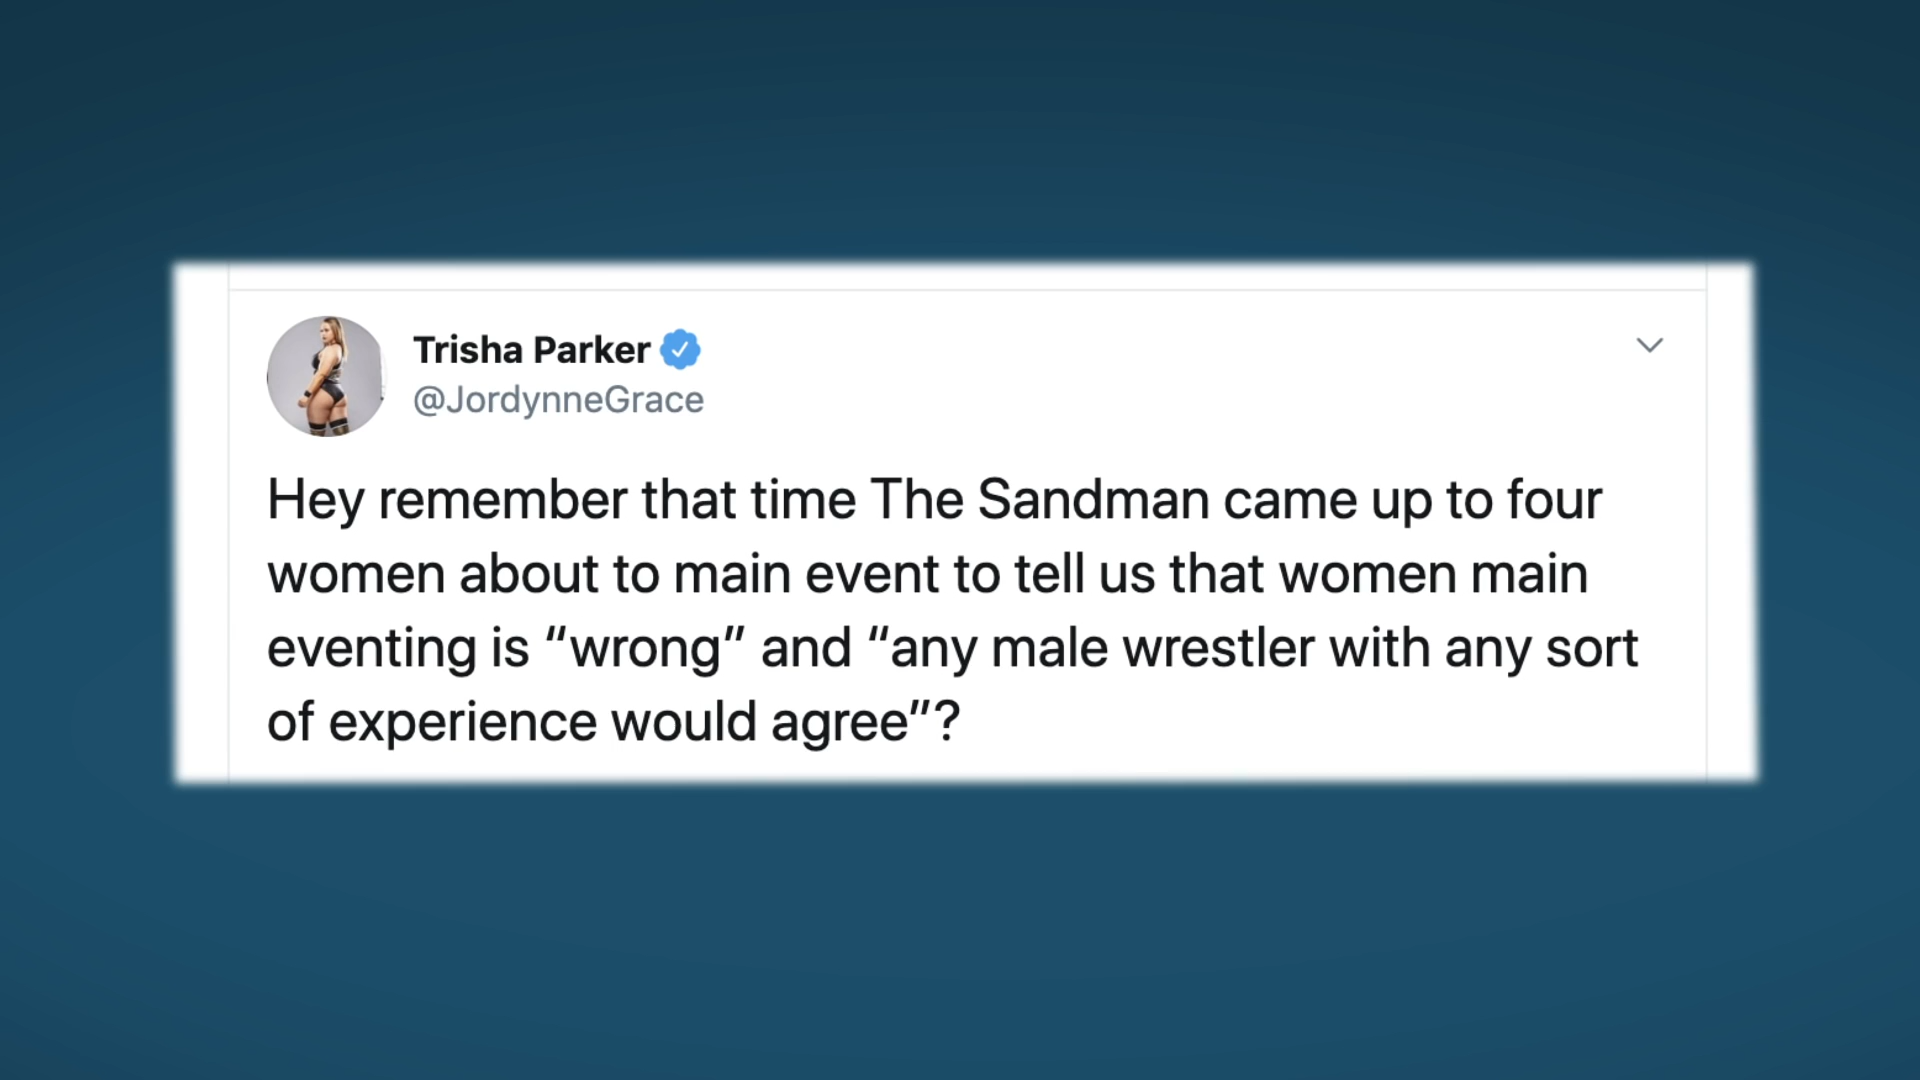 Trisha Parker
@JordynneGrace
Hey remember that time The Sandman came up to four
women about to main event to tell us that women main
eventing is “wrong” and “any male wrestler with any sort
of experience would agree”?